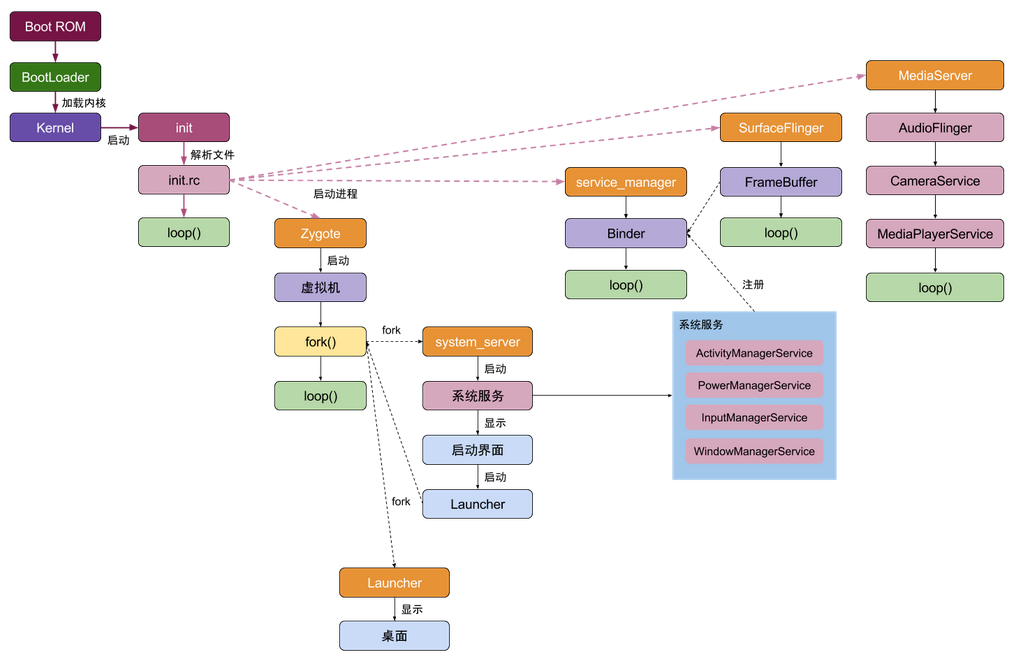 Boot ROM
BootLoader
加载内核
Kernel
启动
init
解析文件
init.rc
loop()
启动进程
Zygote
启动
虚拟机
fork()
loop()
fork
system_server
启动
系统服务
显示
启动界面
启动
Launcher
fork
Launcher
显示
桌面
service_manager
Binder
loop()
SurfaceFlinger
FrameBuffer
loop()
MediaServer
AudioFlinger
CameraService
MediaPlayerService
loop()
注册
系统服务
ActivityManagerService
PowerManagerService
InputManagerService
WindowManagerService